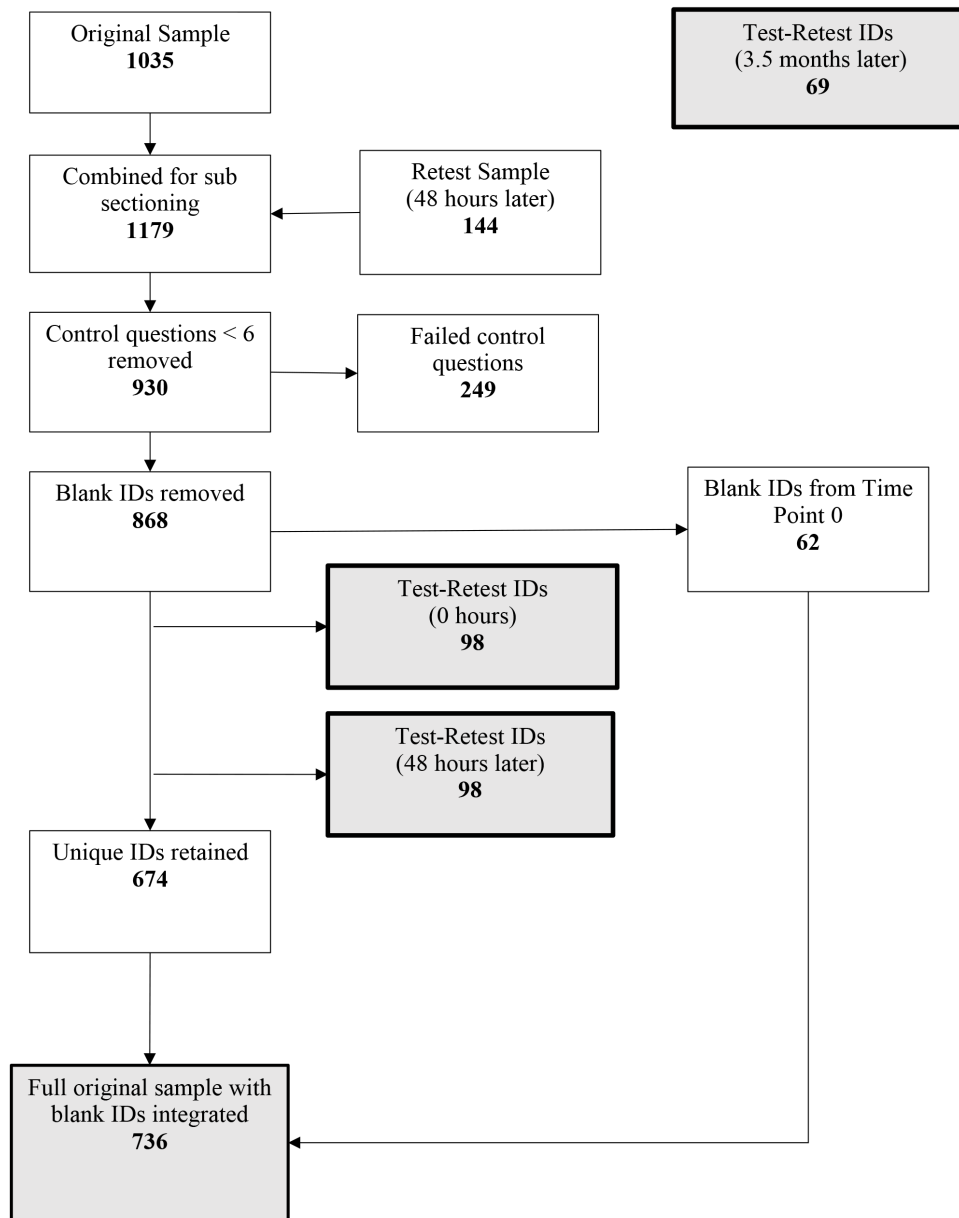 Original Sample
1035
Test-Retest IDs
(3.5 months later)
69
Combined for sub
sectioning
1179
Retest Sample
(48 hours later)
144
Control questions < 6
removed
930
Failed control
questions
249
Blank IDs removed
868
Blank IDs from Time
Point 0
62
Test-Retest IDs
(0 hours)
98
Test-Retest IDs
(48 hours later)
98
Unique IDs retained
674
Full original sample with
blank IDs integrated
736